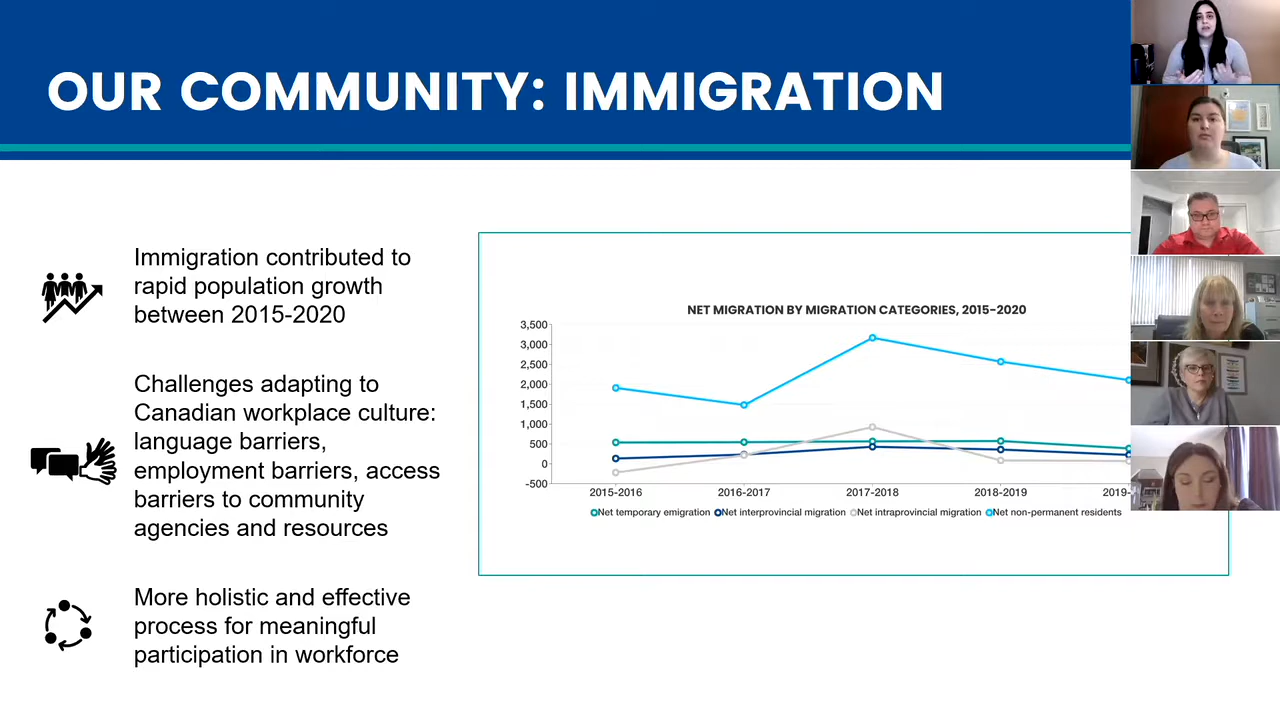 OUR COMMUNITY: IMMIGRATION
Immigration contributed to
rapid population growth
between 2015-2020
Challenges adapting to
Canadian workplace culture:
language barriers,
employment barriers, access
barriers to community
agencies and resources
More holistic and effective
process for meaningful
participation in workforce
NET MIGRATION BY MIGRATION CATEGORIES, 2015-2020
3,500
3,000
2,500
2,000
1,500
1,000
500
0
-500
2015-2016 2016-2017 2017-2018 2018-2019 2019-
Net temporary emigration Net interprovincial migration Net intraprovincial migration Net non-permanent residents